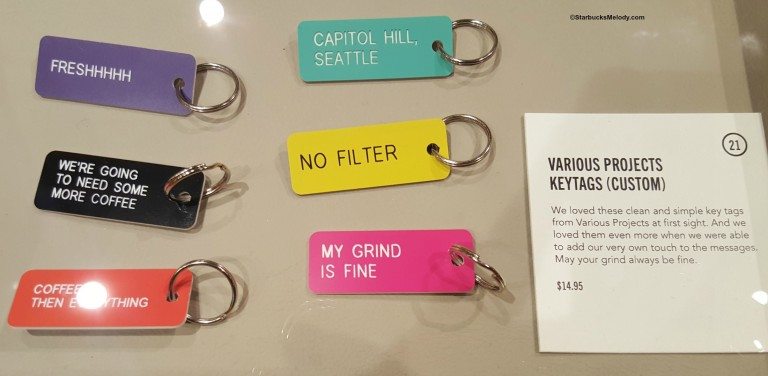 ©StarbucksMelody.com
FRESHHHHH
CAPITOL HILL,
SEATTLE
WE'RE GOING
TO NEED SOME
MORE COFFEE
NO FILTER
COFFEE
THEN
MY GRIND
IS FINE
21
VARIOUS PROJECTS
KEYTAGS (CUSTOM)
We loved these clean and simple key tags
from Various Projects at first sight. And we
loved them even more when we were able
to add our very own touch to the messages.
May your grind always be fine.
$14.95